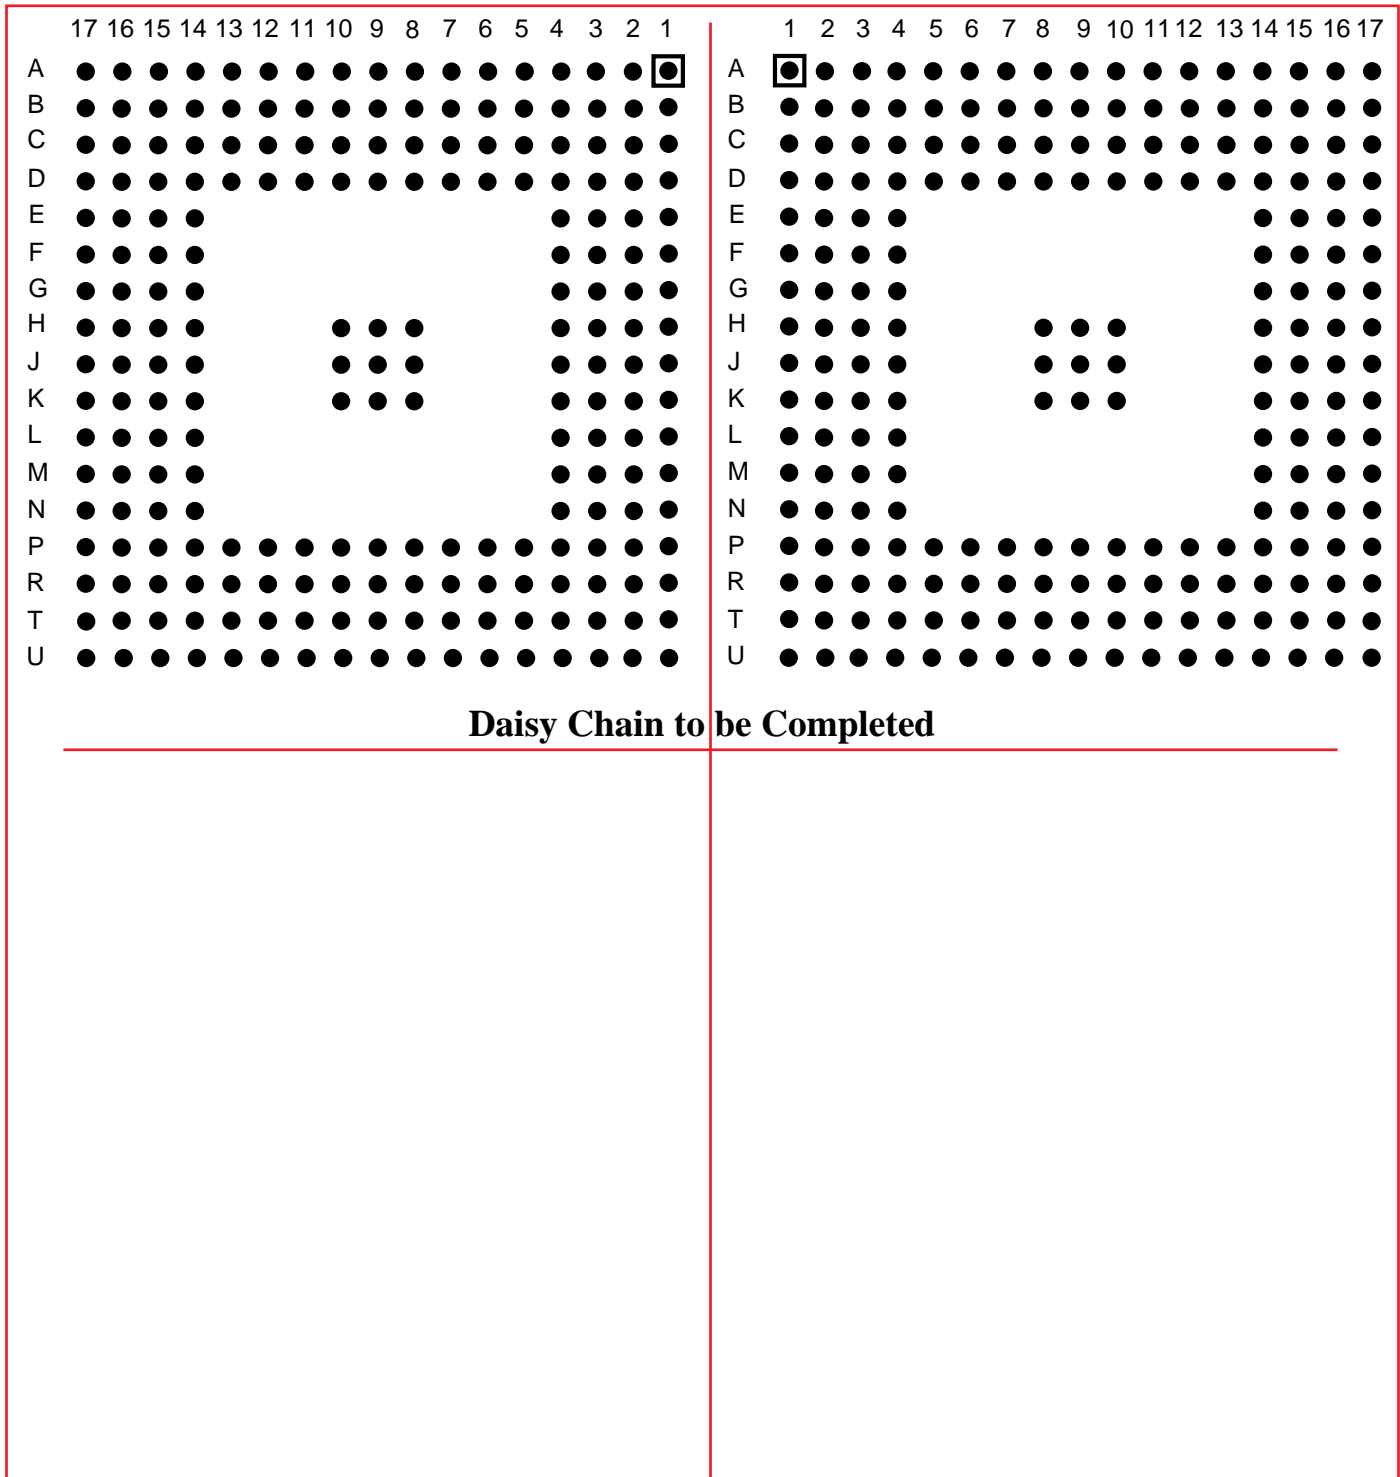 17 16 15 14 13 12 11 10 9 8 7 6 5 4 3 2 1 1 2 3 4 5 6 7 8 9 10 11 12 13 14 15 16 17
A A
B B
C C
D D
E E
F F
G G
H H
J J
K K
L L
M M
N N
P P
R R
T T
U U
Daisy Chain to be Completed